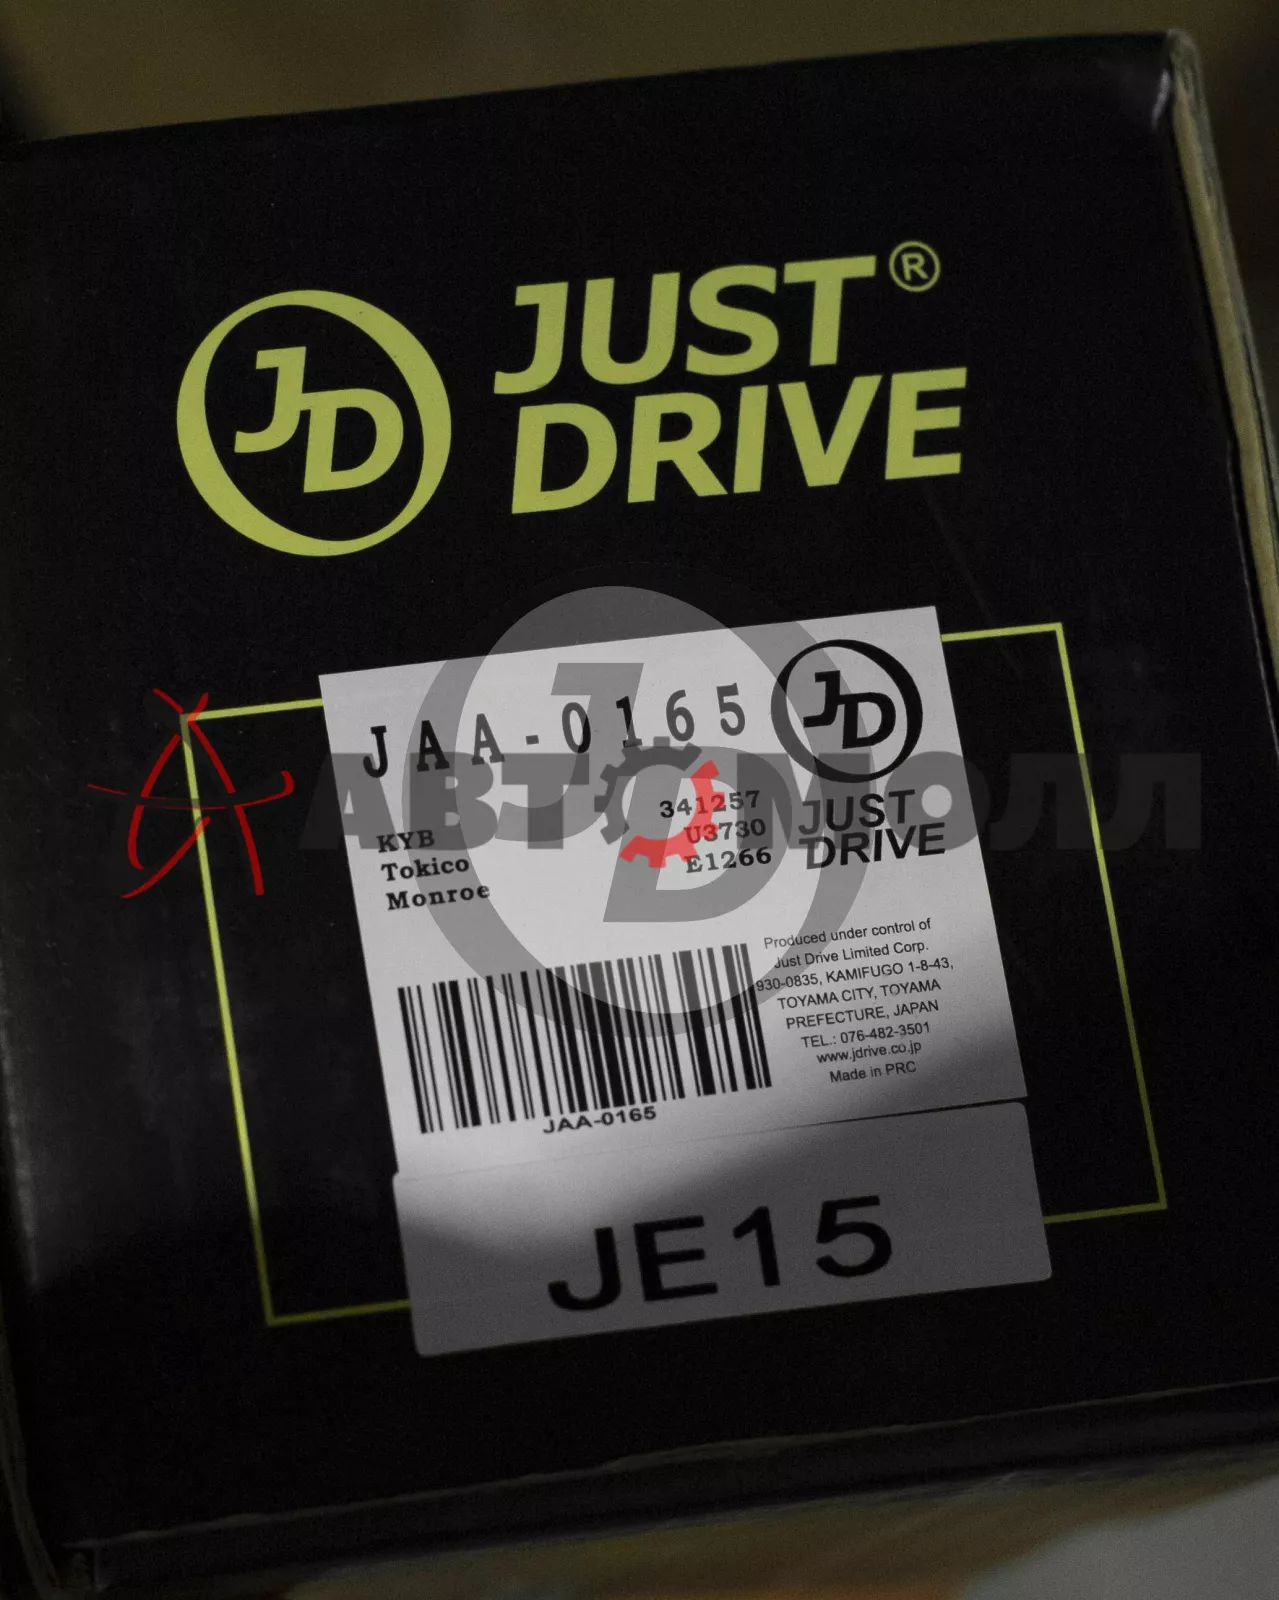 JD
JUST®
DRIVE
JAA-0165
JD
JUST
DRIVE
KYB 341257
Tokico U3730
Monroe E1266
АВТОМОЛЛ
JD
Produced under control of
Just Drive Limited Corp.
930-0835, KAMIFUGO 1-8-43,
TOYAMA CITY, TOYAMA
PREFECTURE, JAPAN
TEL.: 076-482-3501
www.jdrive.co.jp
Made in PRC
JAA-0165
JE15